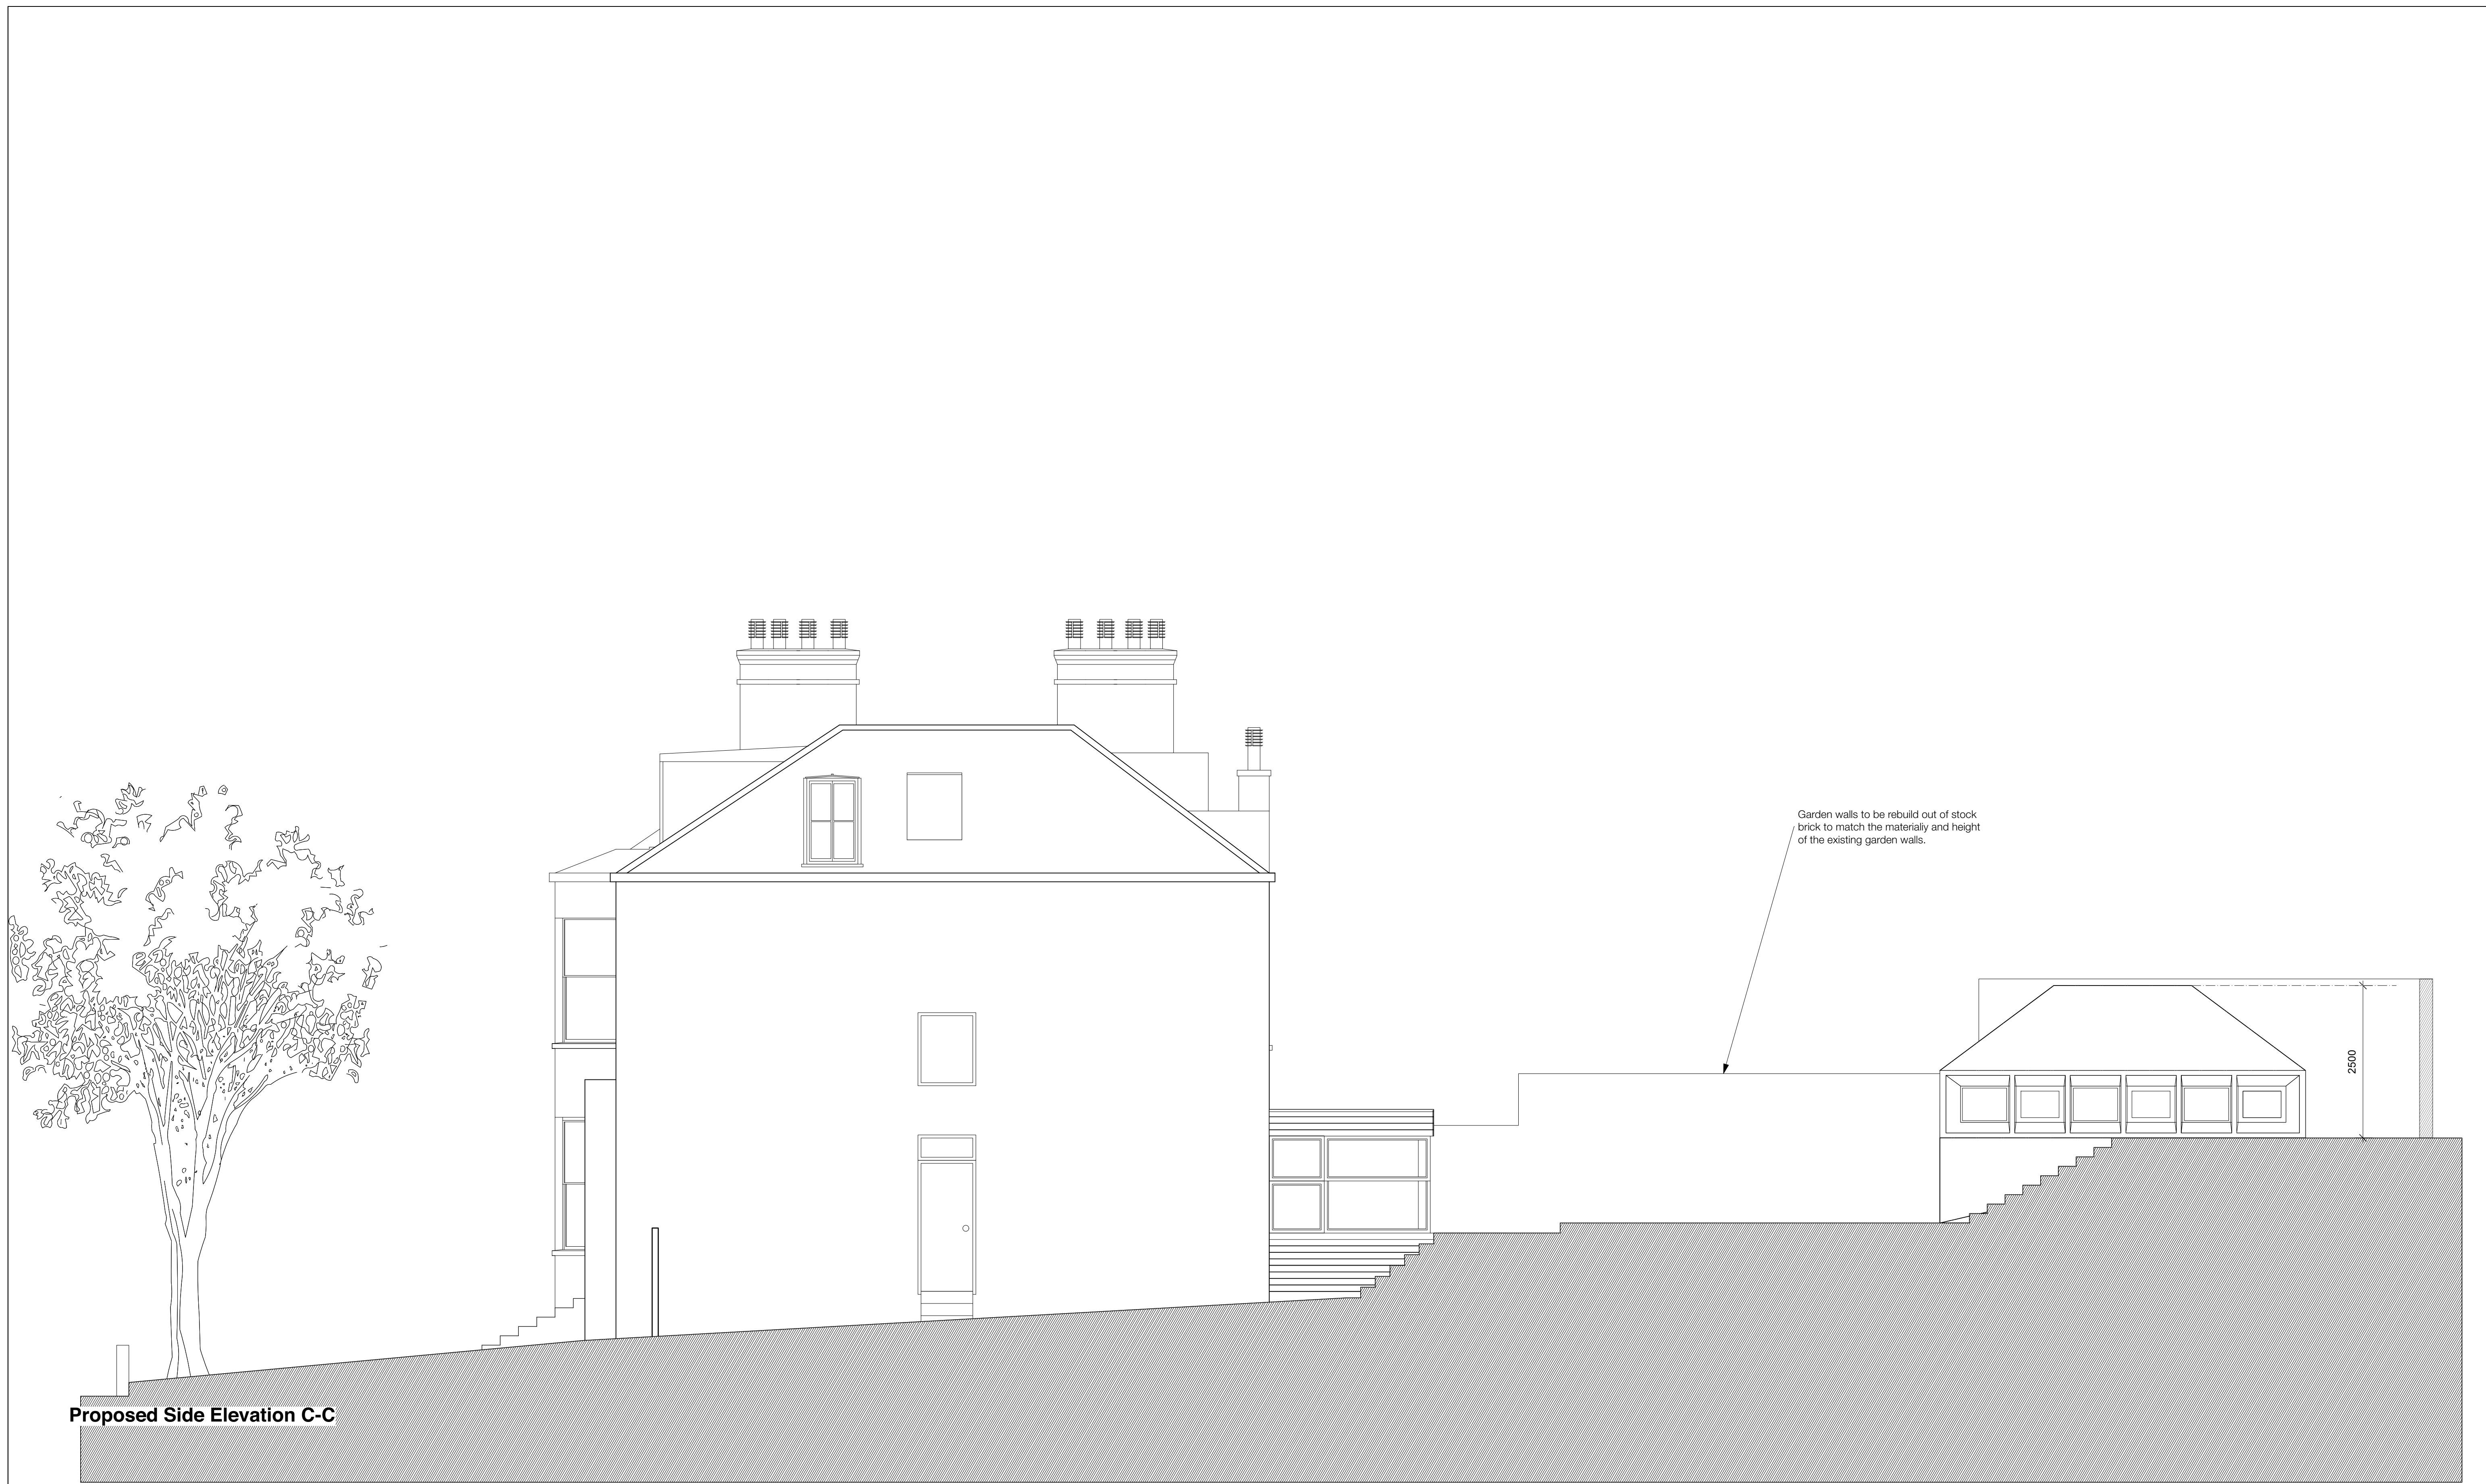 Garden walls to be rebuild out of stock
brick to match the materialiy and height
of the existing garden walls.
2500
Proposed Side Elevation C-C